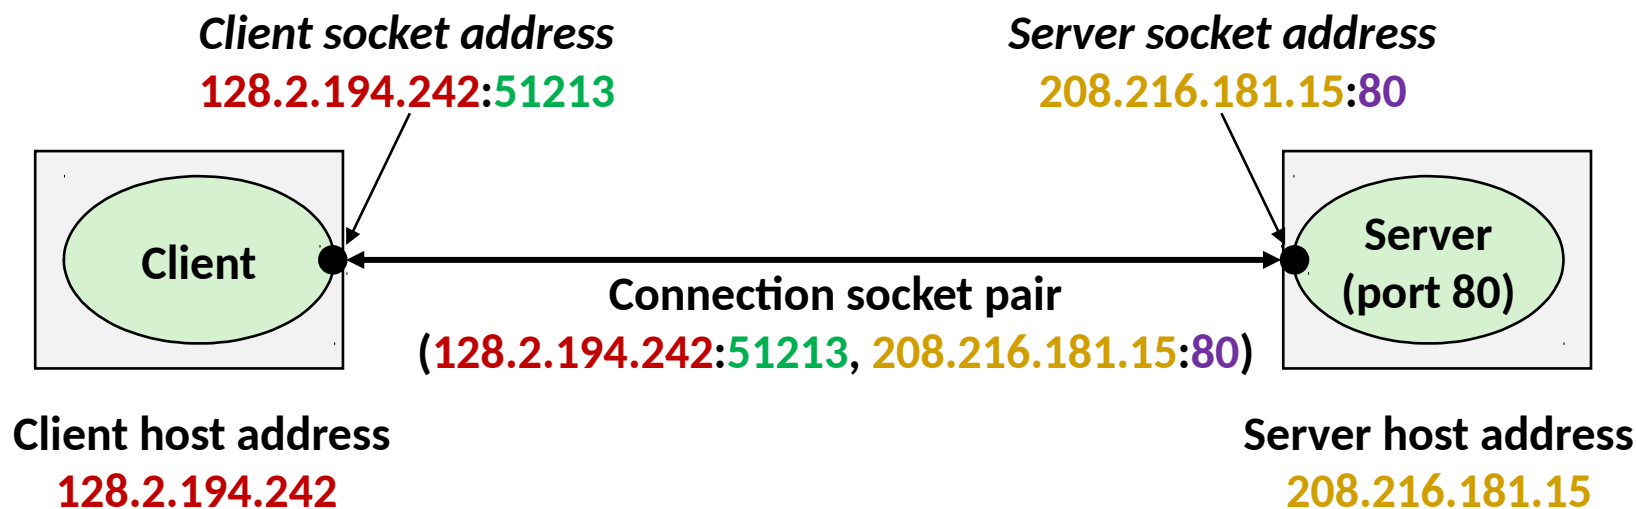 Client socket address
128.2.194.242:51213
Server socket address
208.216.181.15:80
Client
Server
(port 80)
Connection socket pair
(128.2.194.242:51213, 208.216.181.15:80)
Client host address
128.2.194.242
Server host address
208.216.181.15